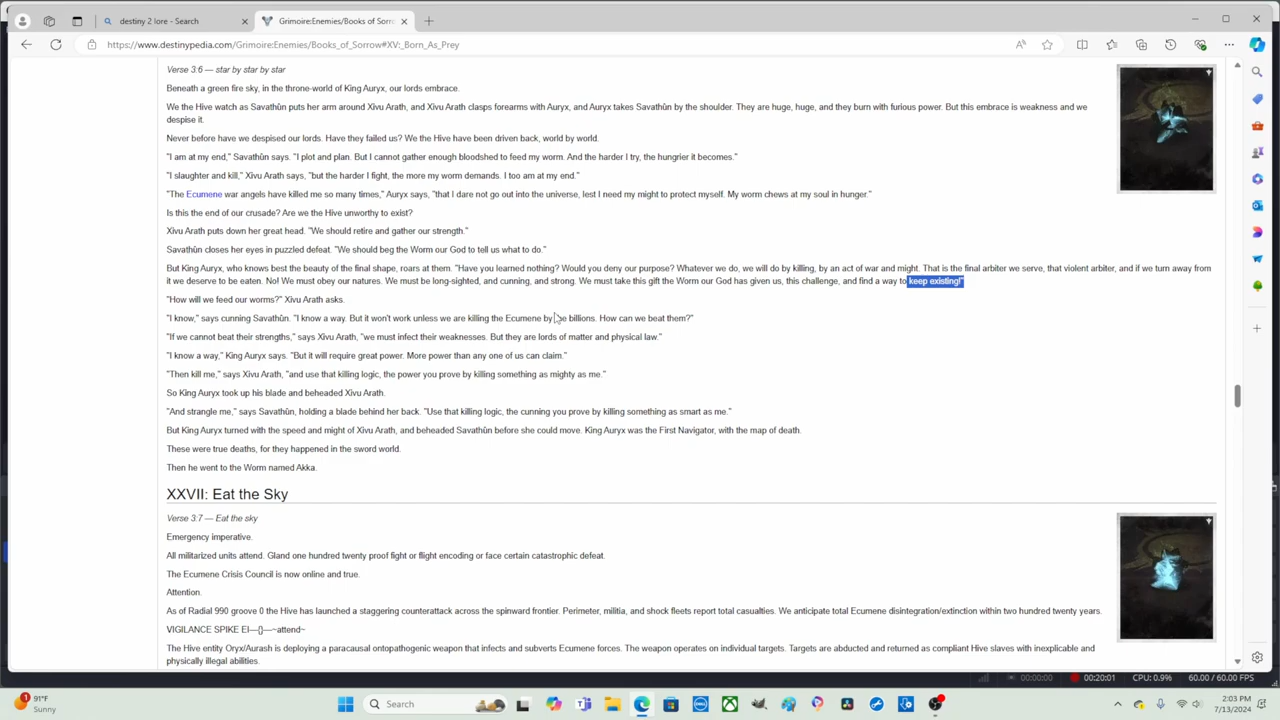 destiny 2 lore - Search
Grimoire:Enemies/Books of Sorro
https://www.destinypedia.com/Grimoire:Enemies/Books_of_Sorrow#XV:_Born_As_Prey
Verse 3:6 — star by star by star
Beneath a green fire sky, in the throne-world of King Auryx, our lords embrace.
We the Hive watch as Savathûn puts her arm around Xivu Arath, and Xivu Arath clasps forearms with Auryx, and Auryx takes Savathûn by the shoulder. They are huge, huge, and they burn with furious power. But this embrace is weakness and we
despise it.
Never before have we despised our lords. Have they failed us? We the Hive have been driven back, world by world.
"I am at my end," Savathûn says. "I plot and plan. But I cannot gather enough bloodshed to feed my worm. And the harder I try, the hungrier it becomes."
"I slaughter and kill," Xivu Arath says, "but the harder I fight, the more my worm demands. I too am at my end."
"The Ecumene war angels have killed me so many times," Auryx says, "that I dare not go out into the universe, lest I need my might to protect myself. My worm chews at my soul in hunger."
Is this the end of our crusade? Are we the Hive unworthy to exist?
Xivu Arath puts down her great head. "We should retire and gather our strength."
Savathûn closes her eyes in puzzled defeat. "We should beg the Worm our God to tell us what to do."
But King Auryx, who knows best the beauty of the final shape, roars at them. "Have you learned nothing? Would you deny our purpose? Whatever we do, we will do by killing, by an act of war and might. That is the final arbiter we serve, that violent arbiter, and if we turn away from
it we deserve to be eaten. No! We must obey our natures. We must be long-sighted, and cunning, and strong. We must take this gift the Worm our God has given us, this challenge, and find a way to keep existing!"
"How will we feed our worms?" Xivu Arath asks.
"I know," says cunning Savathûn. "I know a way. But it won't work unless we are killing the Ecumene by the billions. How can we beat them?"
"If we cannot beat their strengths," says Xivu Arath, "we must infect their weaknesses. But they are lords of matter and physical law."
"I know a way," King Auryx says. "But it will require great power. More power than any one of us can claim."
"Then kill me," says Xivu Arath, "and use that killing logic, the power you prove by killing something as mighty as me."
So King Auryx took up his blade and beheaded Xivu Arath.
"And strangle me," says Savathûn, holding a blade behind her back. "Use that killing logic, the cunning you prove by killing something as smart as me."
But King Auryx turned with the speed and might of Xivu Arath, and beheaded Savathûn before she could move. King Auryx was the First Navigator, with the map of death.
These were true deaths, for they happened in the sword world.
Then he went to the Worm named Akka.
XXVII: Eat the Sky
Verse 3:7 — Eat the sky
Emergency imperative.
All militarized units attend. Gland one hundred twenty proof fight or flight encoding or face certain catastrophic defeat.
The Ecumene Crisis Council is now online and true.
Attention.
As of Radial 990 groove 0 the Hive has launched a staggering counterattack across the spinward frontier. Perimeter, militia, and shock fleets report total casualties. We anticipate total Ecumene disintegration/extinction within two hundred twenty years.
VIGILANCE SPIKE EI—{}—~attend~
The Hive entity Oryx/Aurash is deploying a paracausal ontopathogenic weapon that infects and subverts Ecumene forces. The weapon operates on individual targets. Targets are abducted and returned as compliant Hive slaves with inexplicable and
physically illegal abilities.
00:00:00 00:20:01 CPU: 0.9% 60.00 / 60.00 FPS
91°F
Sunny
Search
2:03 PM
7/13/2024